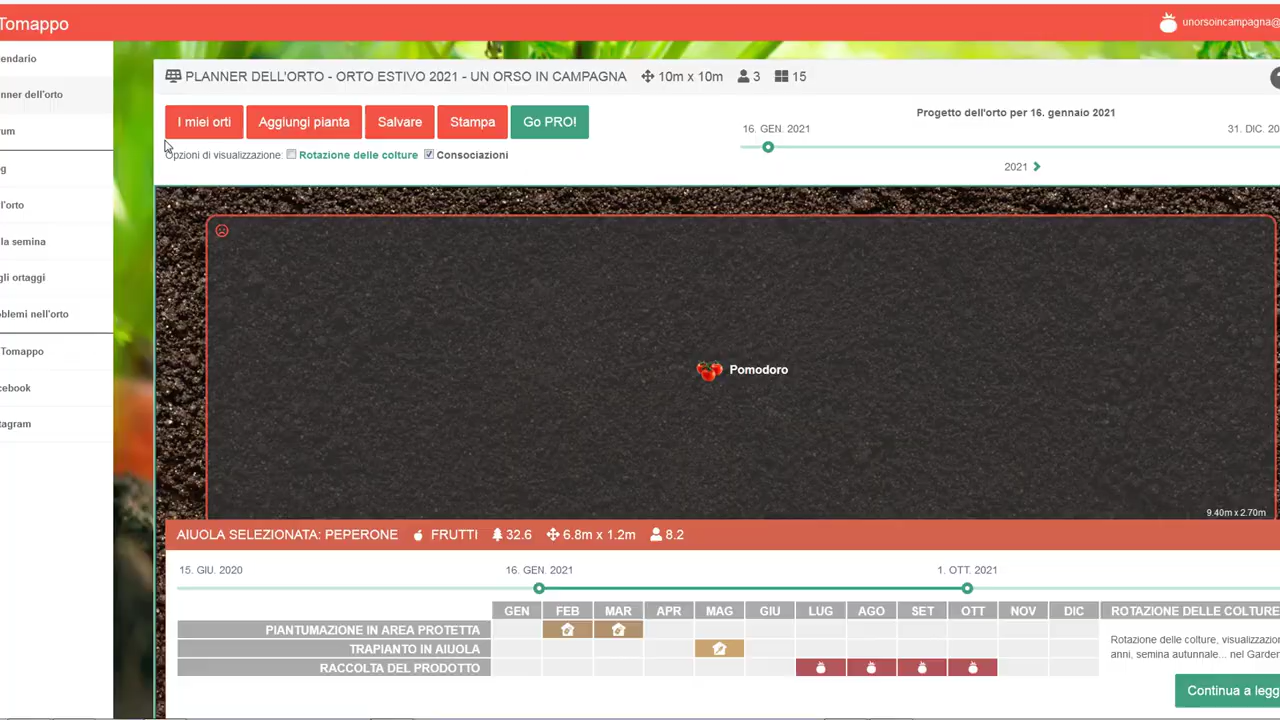 Tomappo
unorsoincampagna@
endario
nner dell'orto
rum
g
l'orto
la semina
gli ortaggi
oblemi nell'orto
Tomappo
cebook
tagram
PLANNER DELL'ORTO - ORTO ESTIVO 2021 - UN ORSO IN CAMPAGNA 10m x 10m 3 15
I miei orti Aggiungi pianta Salvare Stampa Go PRO!
Opzioni di visualizzazione: Rotazione delle colture Consociazioni
Progetto dell'orto per 16. gennaio 2021
16. GEN. 2021 31. DIC. 20
2021
Pomodoro
9.40m x 2.70m
AIUOLA SELEZIONATA: PEPERONE FRUTTI 32.6 6.8m x 1.2m 8.2
15. GIU. 2020 16. GEN. 2021 1. OTT. 2021
GEN FEB MAR APR MAG GIU LUG AGO SET OTT NOV DIC ROTAZIONE DELLE COLTURE
PIANTUMAZIONE IN AREA PROTETTA
TRAPIANTO IN AIUOLA
RACCOLTA DEL PRODOTTO
Rotazione delle colture, visualizzazion
anni, semina autunnale... nel Garden
Continua a legg